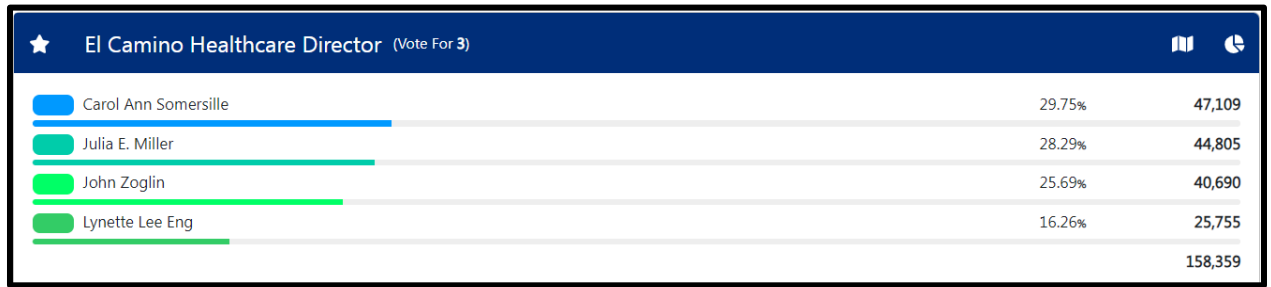 El Camino Healthcare Director (Vote For 3)
Carol Ann Somersille 29.75% 47,109
Julia E. Miller 28.29% 44,805
John Zoglin 25.69% 40,690
Lynette Lee Eng 16.26% 25,755
158,359